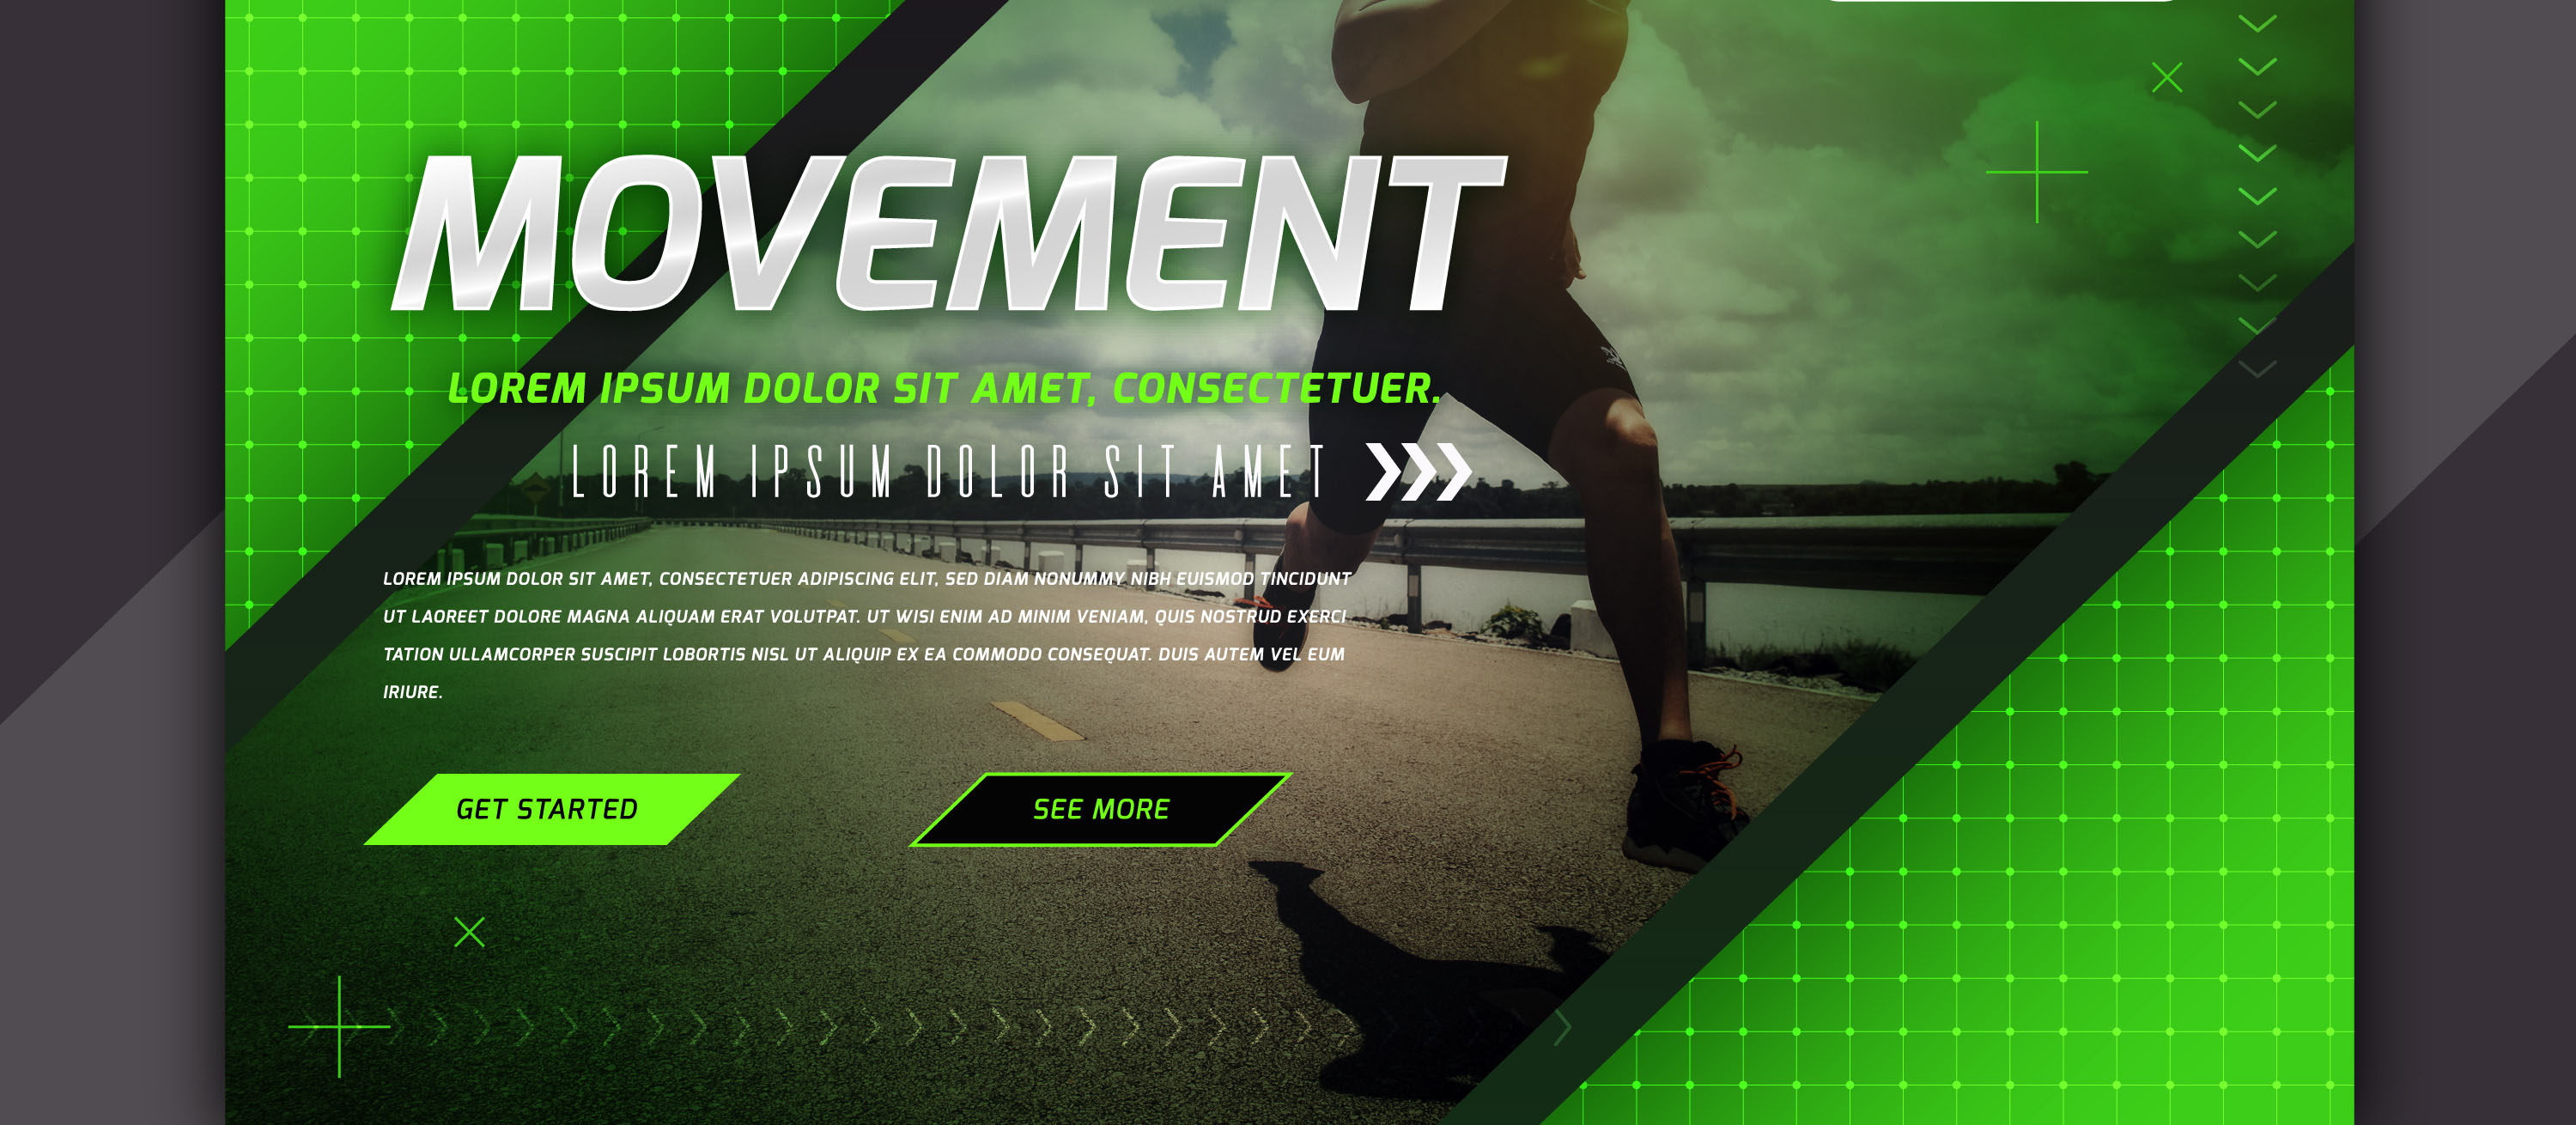 MOVEMENT
LOREM IPSUM DOLOR SIT AMET, CONSECTETUER.
LOREM IPSUM DOLOR SIT AMET
LOREM IPSUM DOLOR SIT AMET, CONSECTETUER ADIPISCING ELIT, SED DIAM NONUMMY NIBH EUISMOD TINCIDUNT
UT LAOREET DOLORE MAGNA ALIQUAM ERAT VOLUTPAT. UT WISI ENIM AD MINIM VENIAM, QUIS NOSTRUD EXERCI
TATION ULLAMCORPER SUSCIPIT LOBORTIS NISL UT ALIQUIP EX EA COMMODO CONSEQUAT. DUIS AUTEM VEL EUM
IRIURE.
GET STARTED
SEE MORE